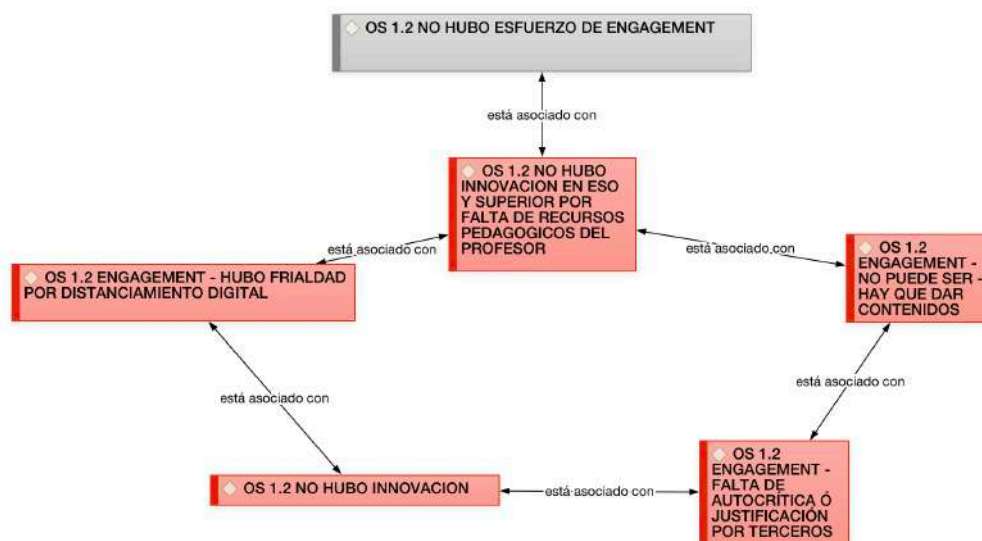 OS 1.2 NO HUBO ESFUERZO DE ENGAGEMENT
está asociado con
OS 1.2 NO HUBO
INNOVACION EN ESO
Y SUPERIOR POR
FALTA DE RECURSOS
PEDAGOGICOS DEL
PROFESOR
está asociado con
está asociado con
OS 1.2 ENGAGEMENT - HUBO FRIALDAD
POR DISTANCIAMIENTO DIGITAL
OS 1.2
ENGAGEMENT -
NO PUEDE SER -
HAY QUE DAR
CONTENIDOS
está asociado con
está asociado con
OS 1.2 NO HUBO INNOVACION
está asociado con
OS 1.2
ENGAGEMENT -
FALTA DE
AUTOCRÍTICA Ó
JUSTIFICACIÓN
POR TERCEROS